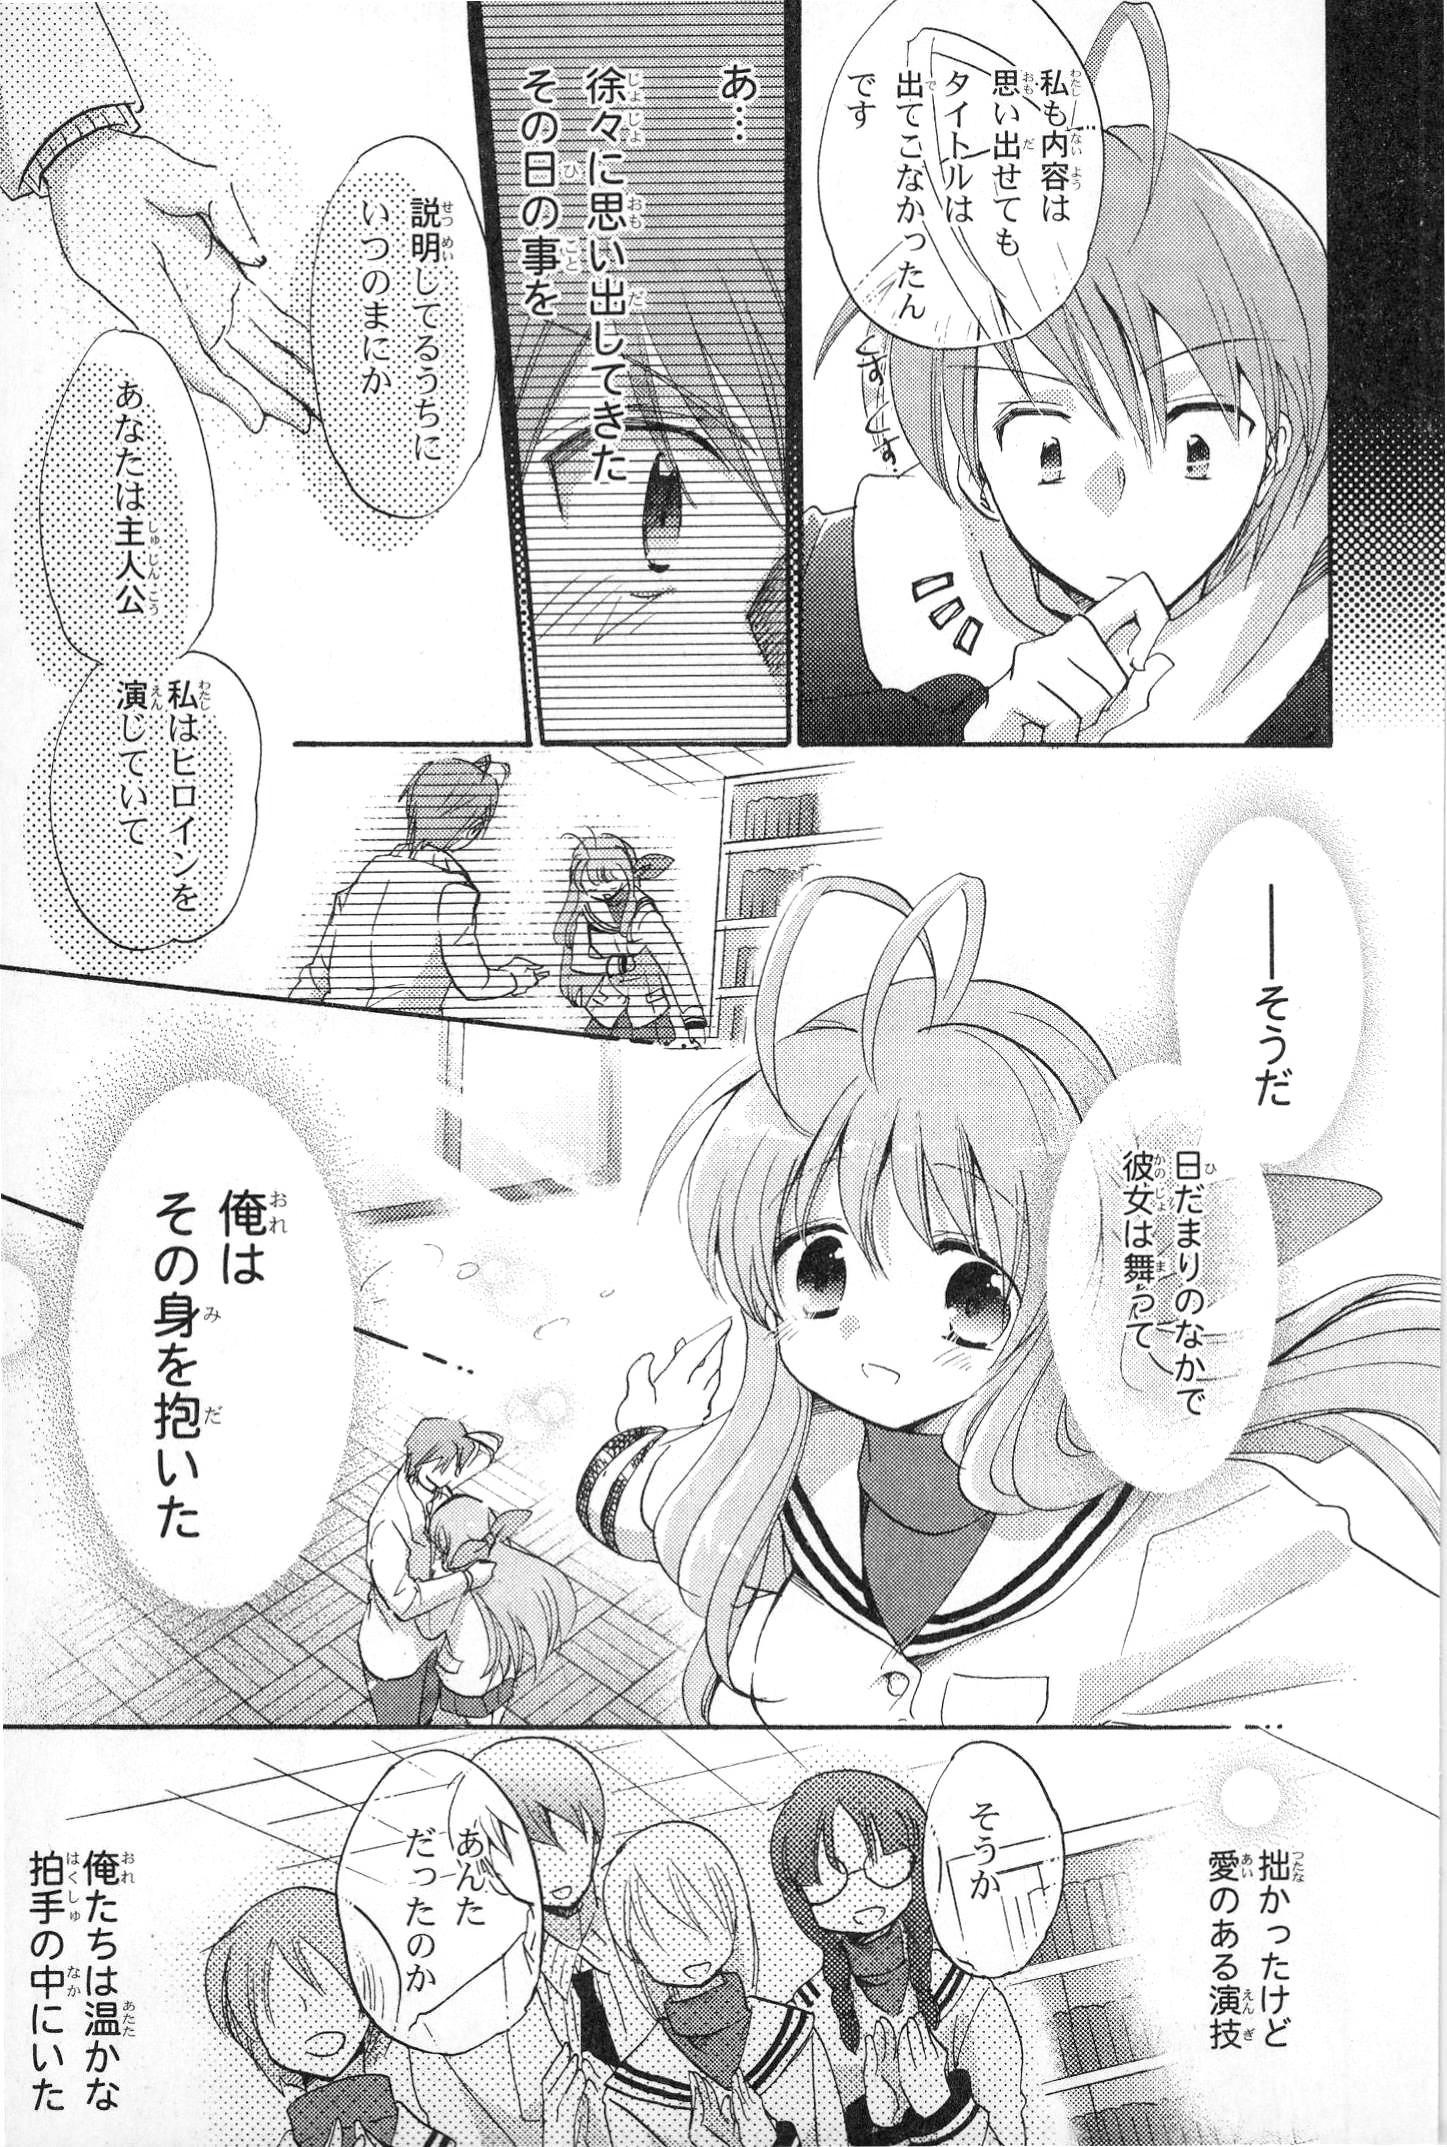 私も内容は
思い出せても
タイトルは
出てこなかったん
です
すすす
あ…
徐々に思い出してきた
その日の事を
説明してるうちに
いつのまにか
あなたは主人公
私はヒロインを
演じていて
――そうだ
日だまりのなかで
彼女は舞って
俺は
その身を抱いた
拙かったけど
愛のある演技
そうか
あんた
だったのか
俺たちは温かな
拍手の中にいた